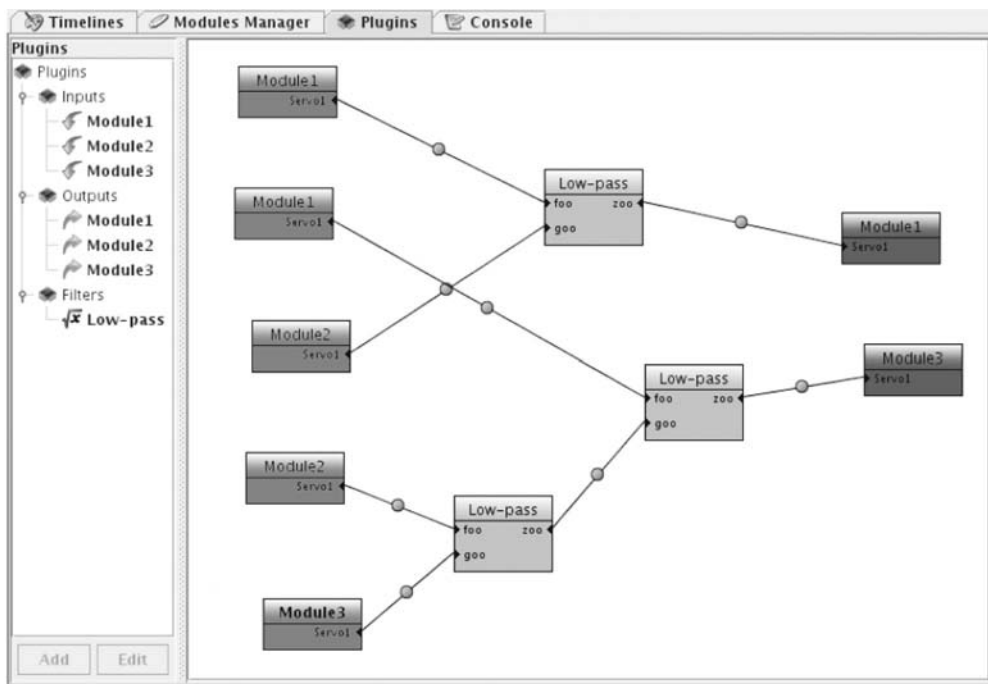 Timelines Modules Manager Plugins Console
Plugins
Plugins
Inputs
Module1
Module2
Module3
Outputs
Module1
Module2
Module3
Filters
√x Low-pass
Add Edit
Module1
Servo1
Module1
Servo1
Module2
Servo1
Module2
Servo1
Module3
Servo1
Low-pass
foo zoo
goo
Low-pass
foo zoo
goo
Low-pass
foo zoo
goo
Module1
Servo1
Module3
Servo1